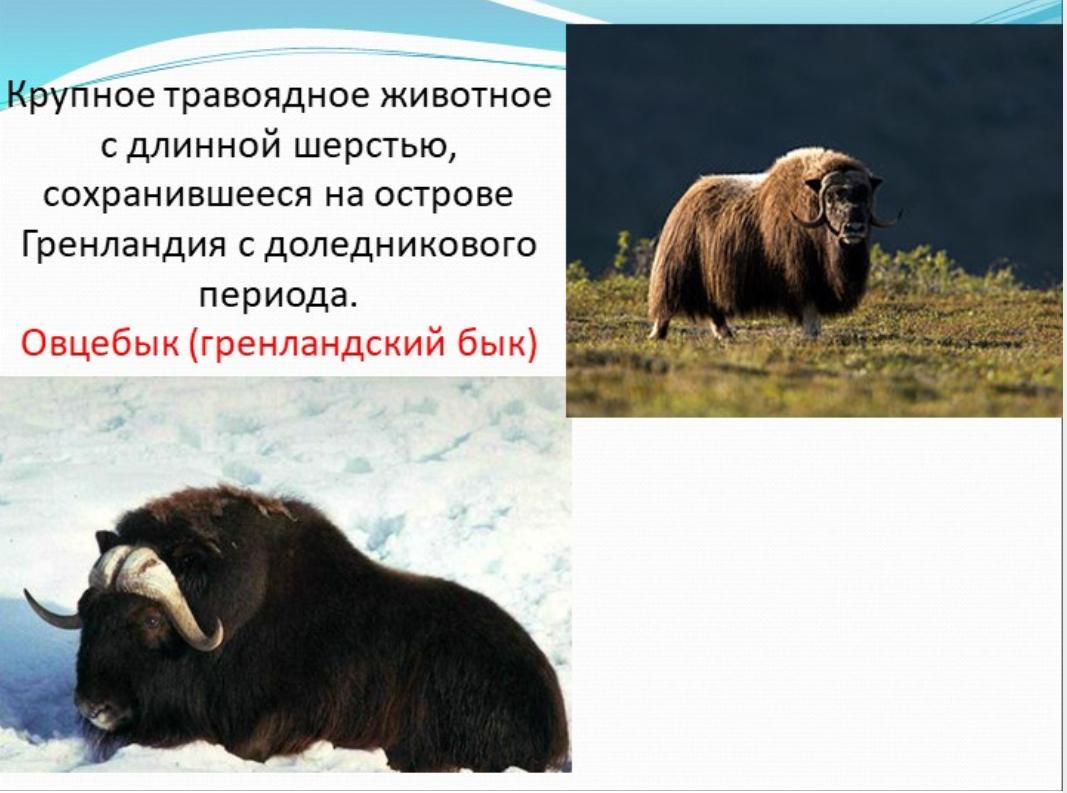 Крупное травоядное животное
с длинной шерстью,
сохранившееся на острове
Гренландия с доледникового
периода.
Овцебык (гренландский бык)